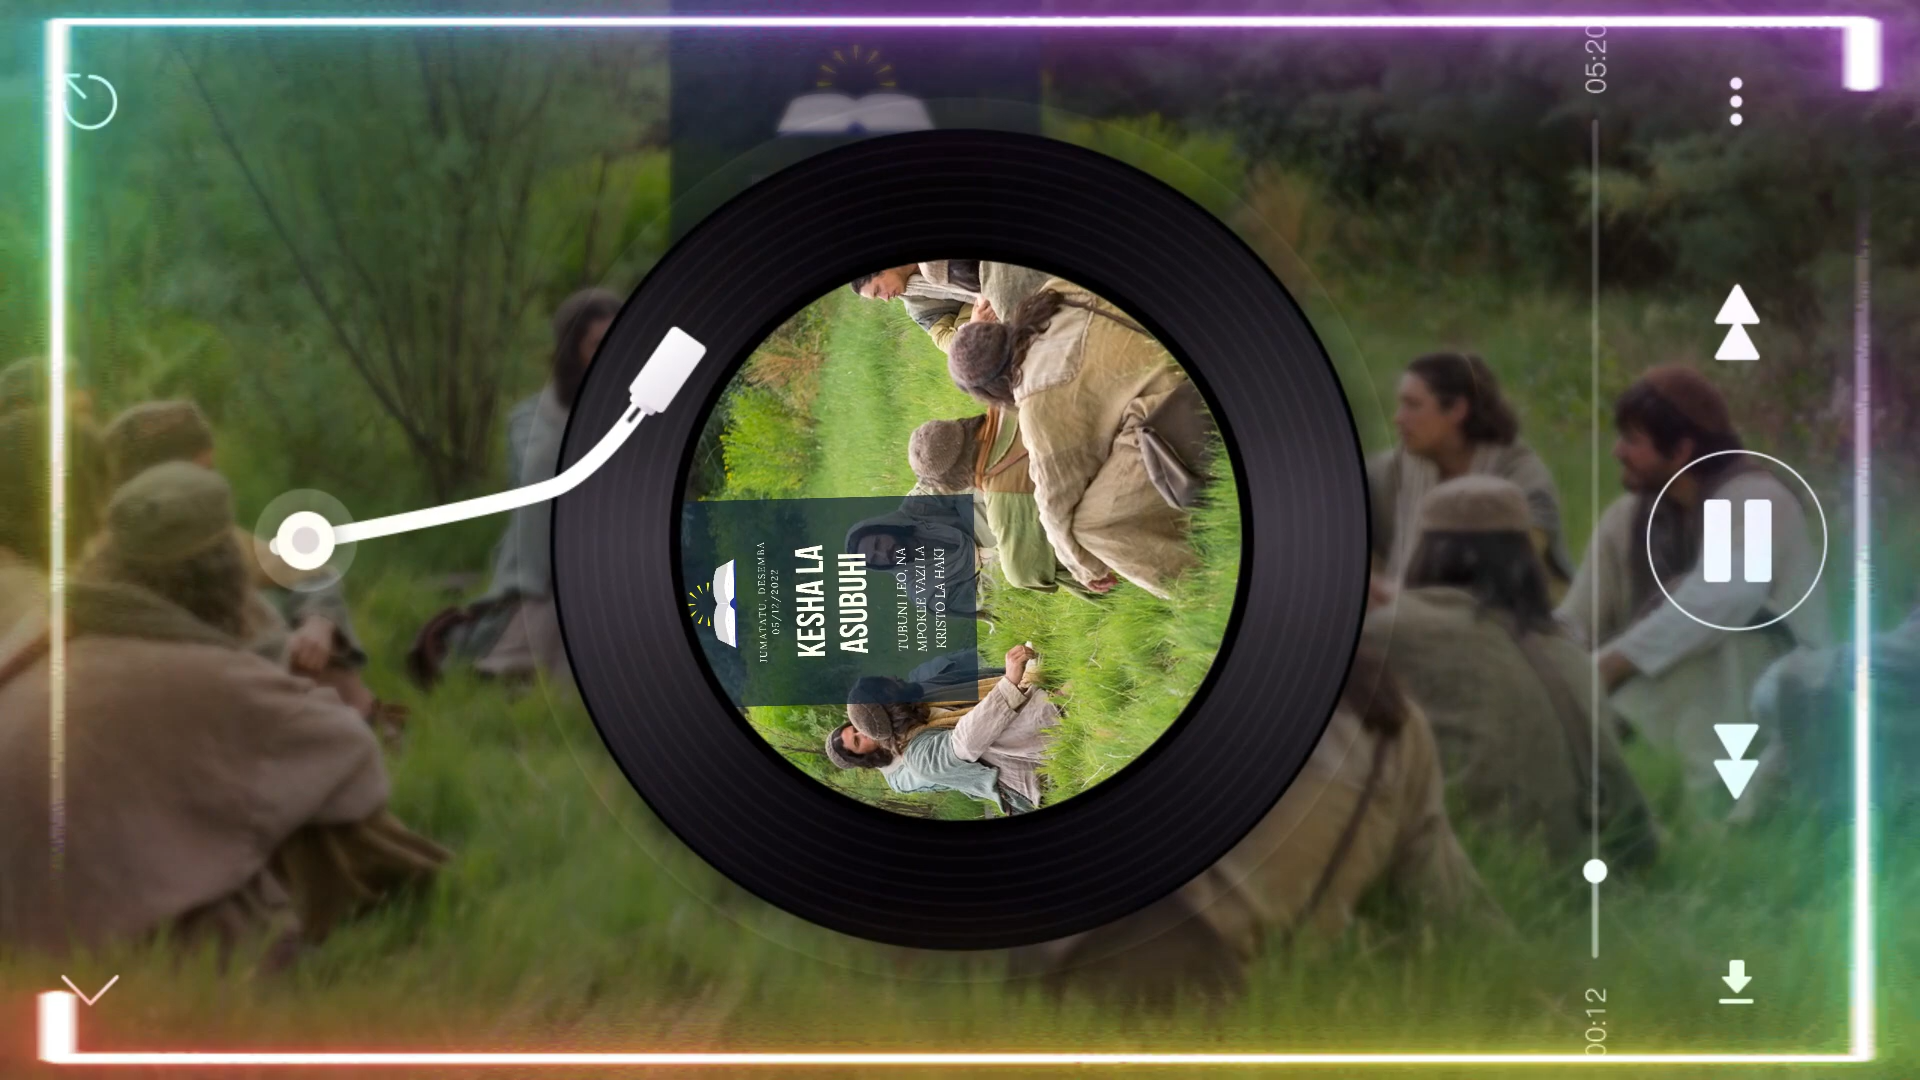 JUMATATU, DESEMBA
05/12/2022
KESHA LA
ASUBUHI
TUBUNI LEO, NA
MPOKEE VAZI LA
KRISTO LA HAKI
00:12
05:20